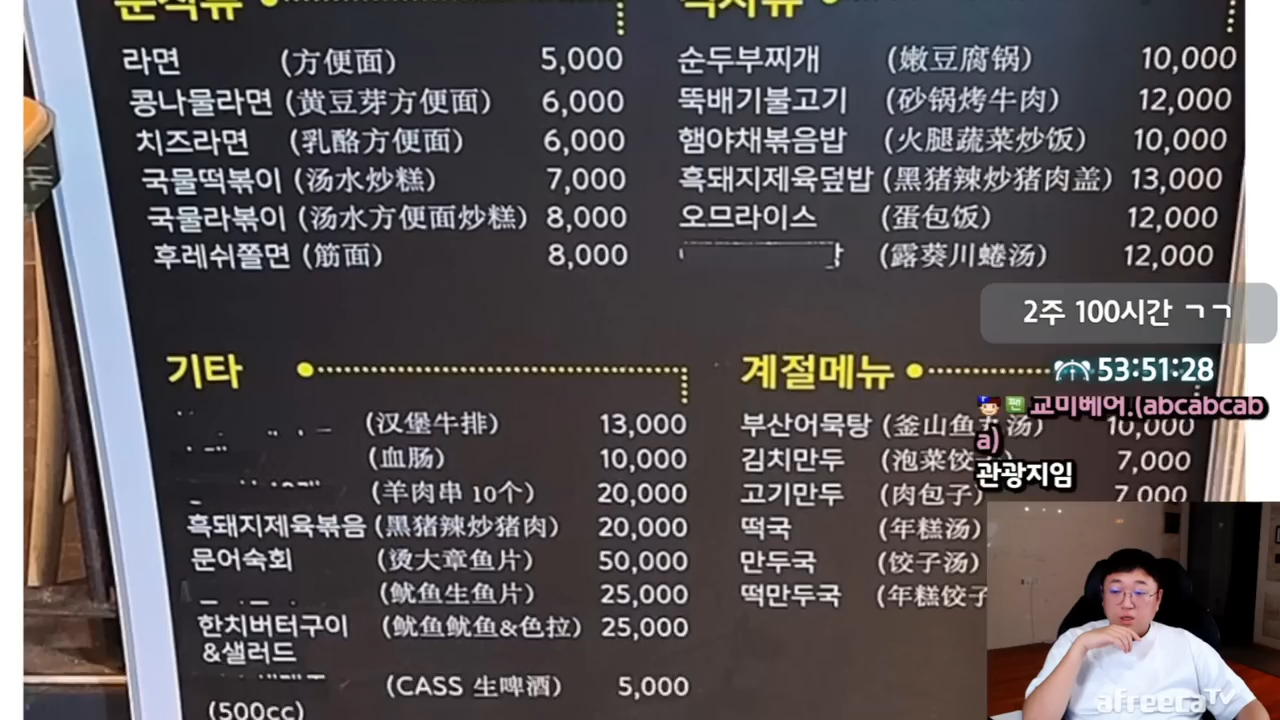 라면 (方便面) 5,000
콩나물라면 (黄豆芽方便面) 6,000
치즈라면 (乳酪方便面) 6,000
국물떡볶이 (汤水炒糕) 7,000
국물라볶이 (汤水方便面炒糕) 8,000
후레쉬쫄면 (筋面) 8,000
순두부찌개 (嫩豆腐锅) 10,000
뚝배기불고기 (砂锅烤牛肉) 12,000
햄야채볶음밥 (火腿蔬菜炒饭) 10,000
흑돼지제육덮밥 (黑猪辣炒猪肉盖) 13,000
오므라이스 (蛋包饭) 12,000
(露葵川蜷汤) 12,000
기타
(汉堡牛排) 13,000
(血肠) 10,000
(羊肉串 10个) 20,000
흑돼지제육볶음 (黑猪辣炒猪肉) 20,000
문어숙회 (烫大章鱼片) 50,000
(鱿鱼生鱼片) 25,000
한치버터구이 (鱿鱼鱿鱼&色拉) 25,000
&샐러드
(CASS 生啤酒) 5,000
(500cc)
계절메뉴
부산어묵탕 (釜山鱼 汤) 10,000
김치만두 (泡菜饺 7,000
고기만두 (肉包子) 7,000
떡국 (年糕汤)
만두국 (饺子汤)
떡만두국 (年糕饺子
2주 100시간 ㄱㄱ
53:51:28
팬 교미베어.(abcabcab
a)
관광지임
afreecaTV